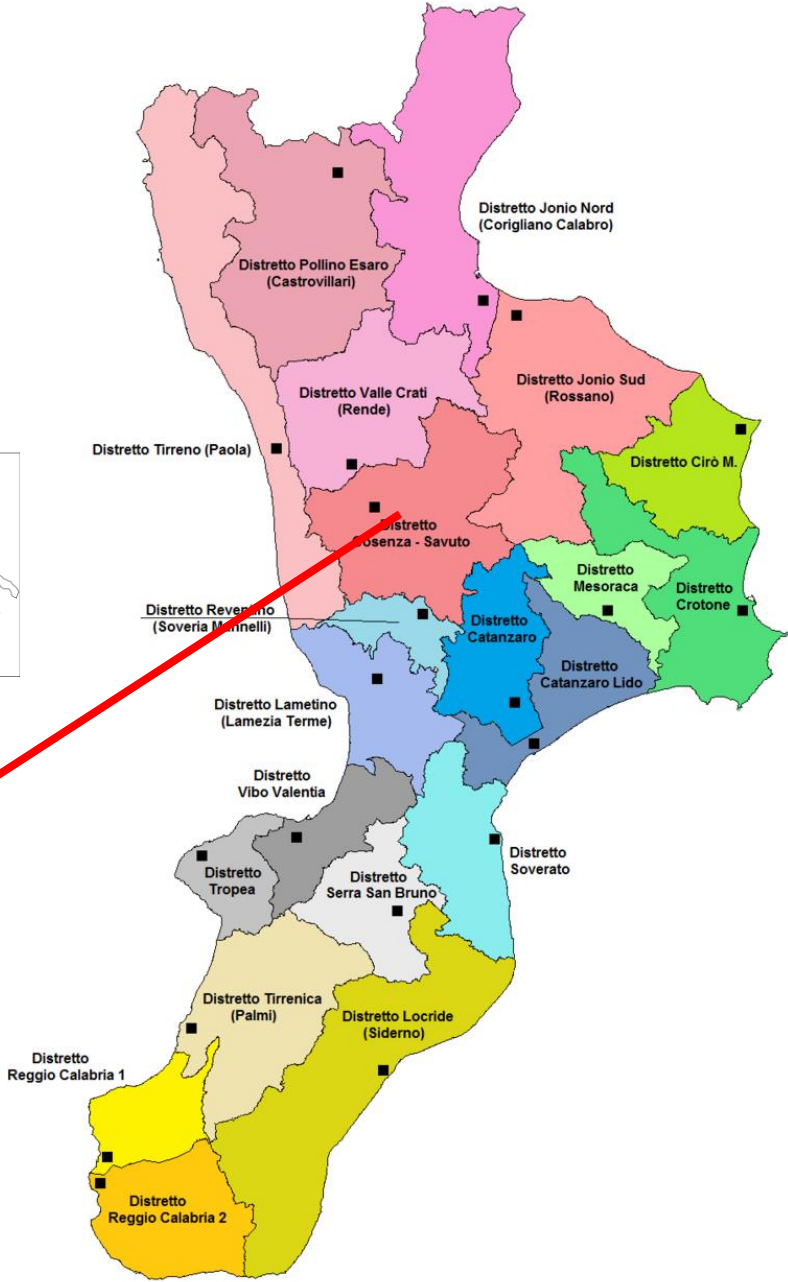 Distretto Jonio Nord
(Corigliano Calabro)
Distretto Pollino Esaro
(Castrovillari)
Distretto Jonio Sud
(Rossano)
Distretto Valle Crati
(Rende)
Distretto Tirreno (Paola)
Distretto Cirò M.
Distretto
Cosenza - Savuto
Distretto
Mesoraca
Distretto
Crotone
Distretto Reventino
(Soveria Mannelli)
Distretto
Catanzaro
Distretto
Catanzaro Lido
Distretto Lametino
(Lamezia Terme)
Distretto
Vibo Valentia
Distretto
Soverato
Distretto
Tropea
Distretto
Serra San Bruno
Distretto Tirrenica
(Palmi)
Distretto Locride
(Siderno)
Distretto
Reggio Calabria 1
Distretto
Reggio Calabria 2